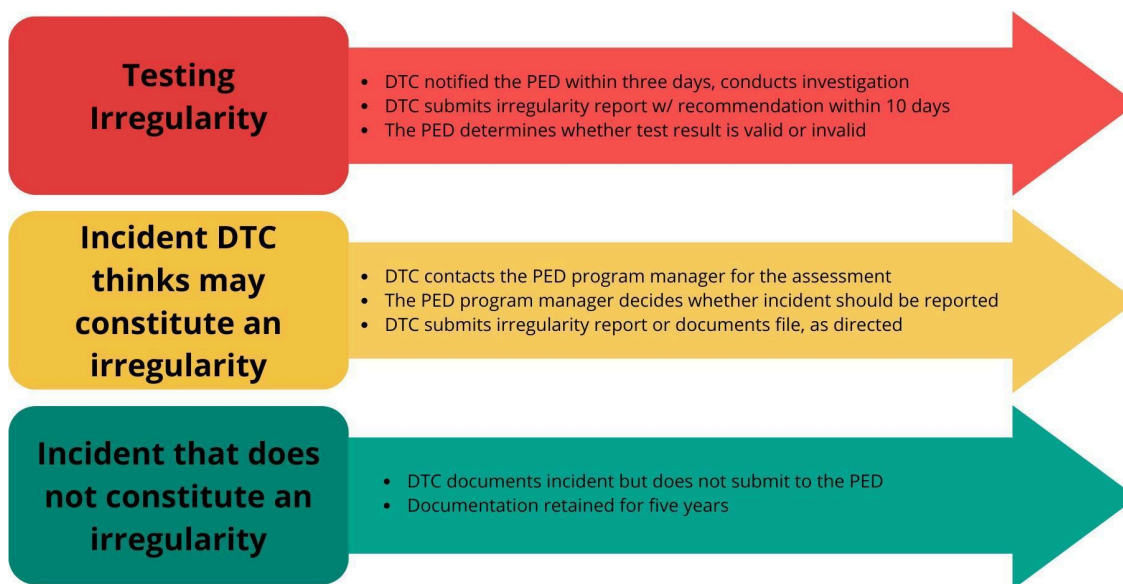 Testing
Irregularity
• DTC notified the PED within three days, conducts investigation
• DTC submits irregularity report w/ recommendation within 10 days
• The PED determines whether test result is valid or invalid
Incident DTC
thinks may
constitute an
irregularity
• DTC contacts the PED program manager for the assessment
• The PED program manager decides whether incident should be reported
• DTC submits irregularity report or documents file, as directed
Incident that does
not constitute an
irregularity
• DTC documents incident but does not submit to the PED
• Documentation retained for five years